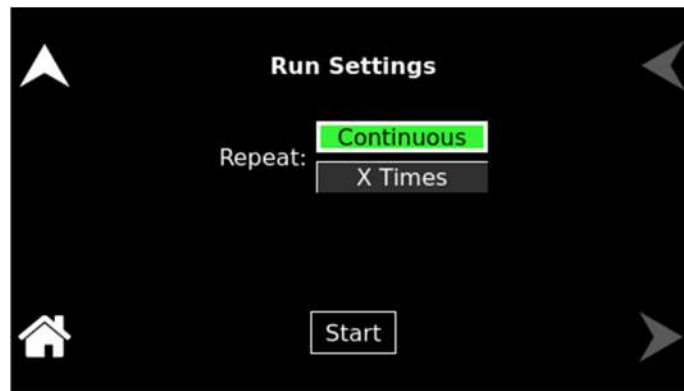 Run Settings
Continuous
Repeat:
X Times
Start